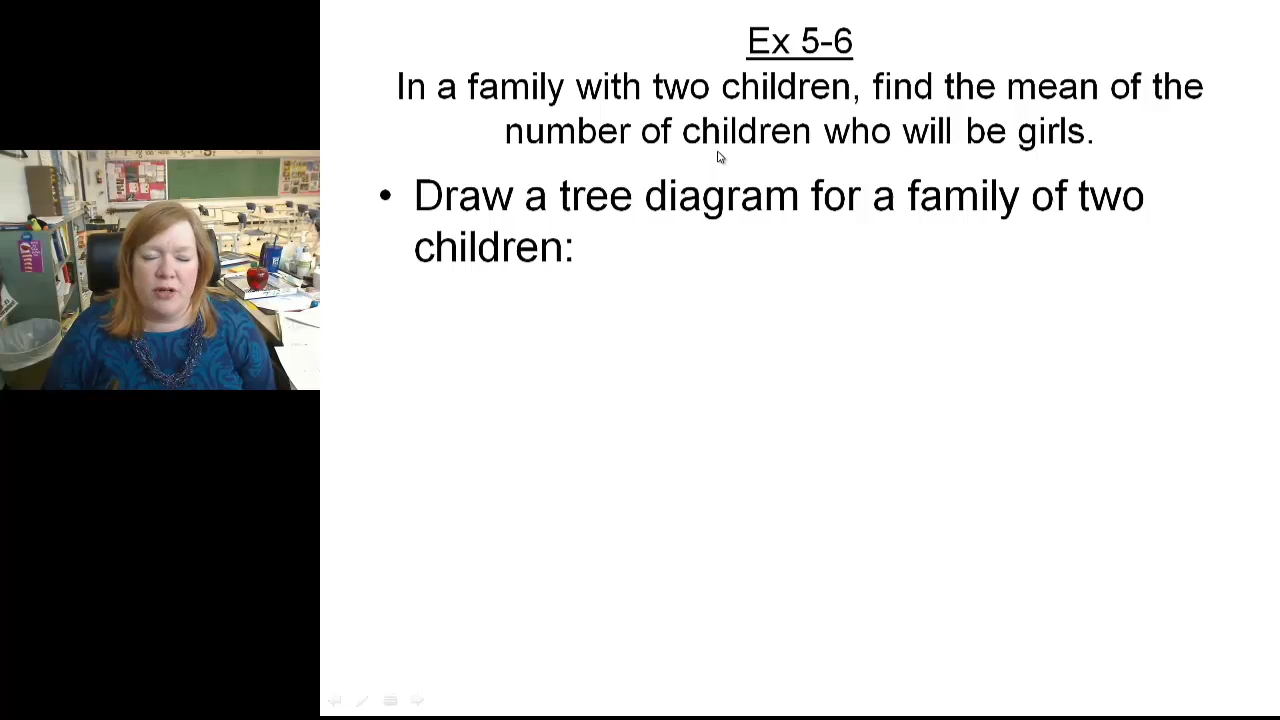 Ex 5-6
In a family with two children, find the mean of the
number of children who will be girls.
• Draw a tree diagram for a family of two
children: